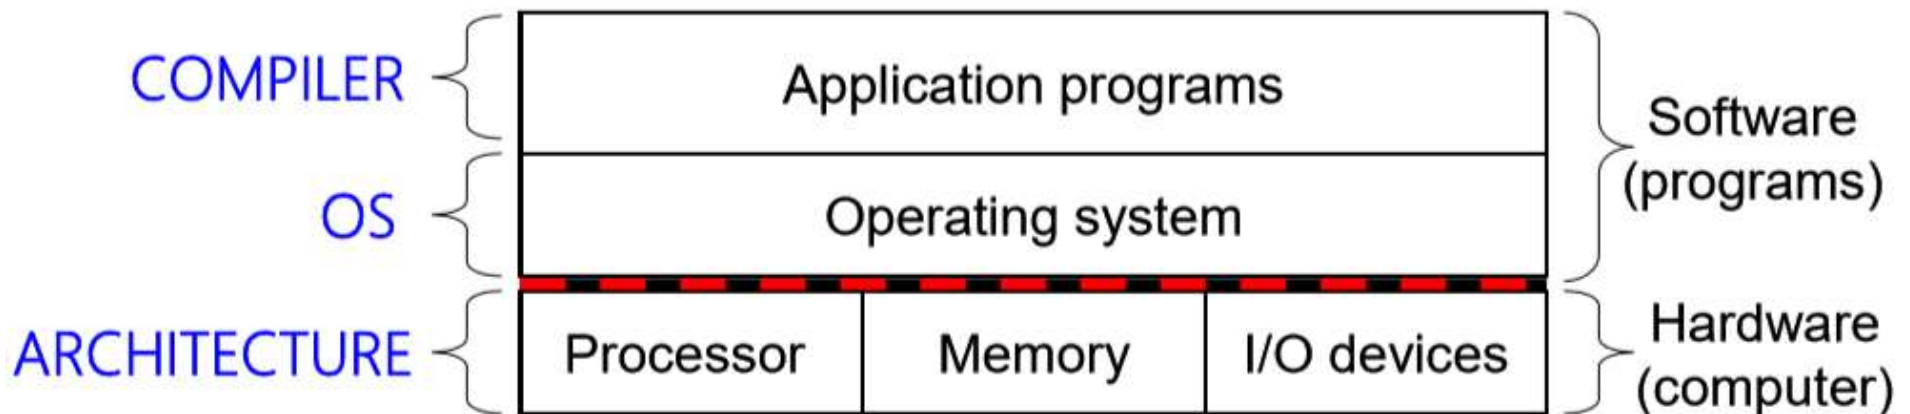 COMPILER
Application programs
Software
(programs)
OS
Operating system
ARCHITECTURE
Processor
Memory
I/O devices
Hardware
(computer)